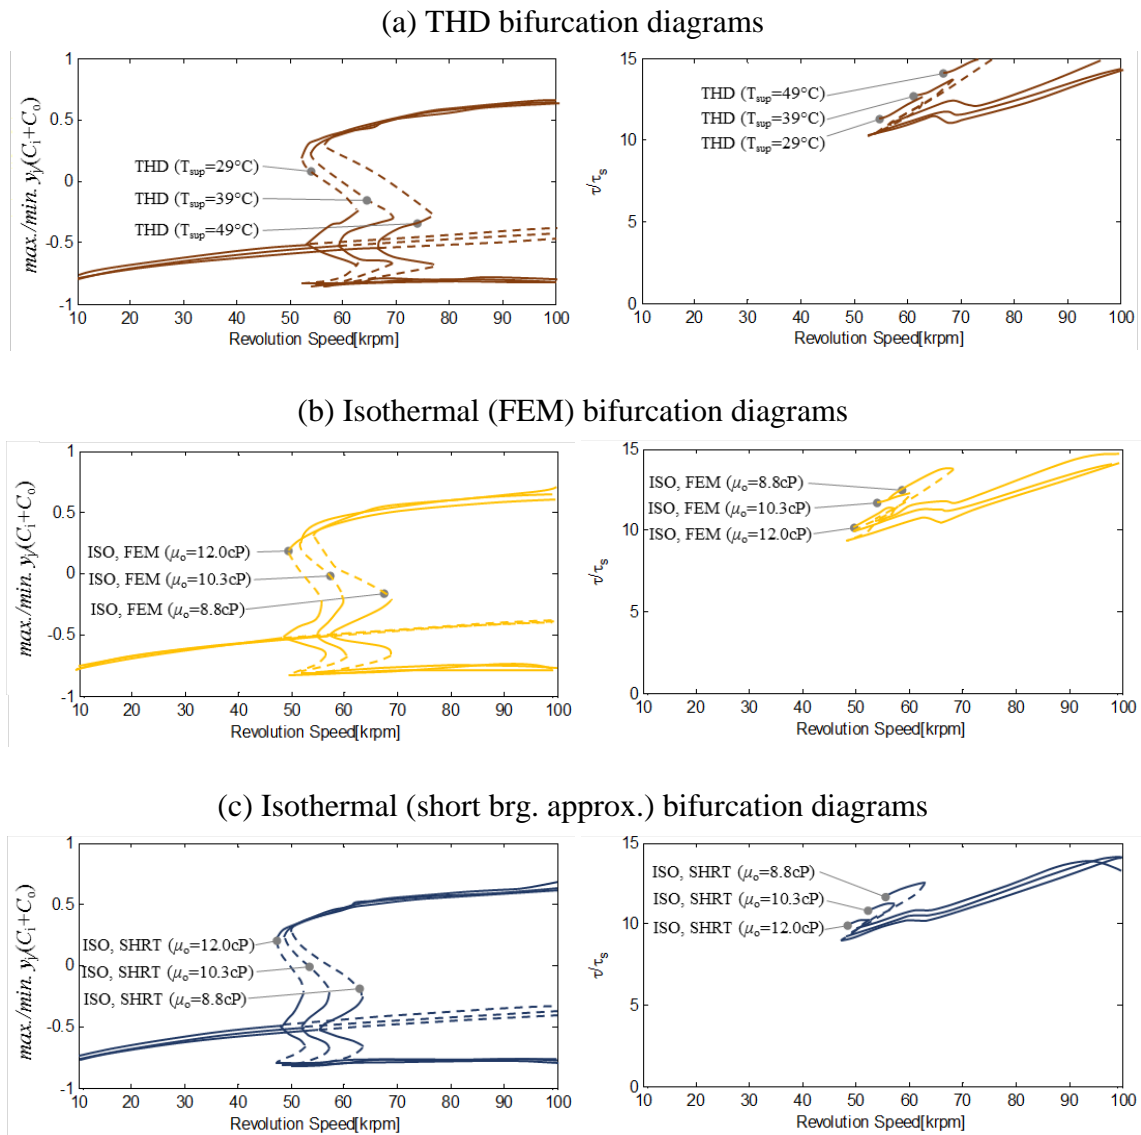 (a) THD bifurcation diagrams
max./min. yⱼ/(Cᵢ+Cₒ)
1
0.5
0
-0.5
-1
THD (Tsup=29°C)
THD (Tsup=39°C)
THD (Tsup=49°C)
10 20 30 40 50 60 70 80 90 100
Revolution Speed[krpm]
τ/τs
15
10
5
0
THD (Tsup=49°C)
THD (Tsup=39°C)
THD (Tsup=29°C)
10 20 30 40 50 60 70 80 90 100
Revolution Speed[krpm]
(b) Isothermal (FEM) bifurcation diagrams
max./min. yⱼ/(Cᵢ+Cₒ)
1
0.5
0
-0.5
-1
ISO, FEM (μo=12.0cP)
ISO, FEM (μo=10.3cP)
ISO, FEM (μo=8.8cP)
10 20 30 40 50 60 70 80 90 100
Revolution Speed[krpm]
τ/τs
15
10
5
0
ISO, FEM (μo=8.8cP)
ISO, FEM (μo=10.3cP)
ISO, FEM (μo=12.0cP)
10 20 30 40 50 60 70 80 90 100
Revolution Speed[krpm]
(c) Isothermal (short brg. approx.) bifurcation diagrams
max./min. yⱼ/(Cᵢ+Cₒ)
1
0.5
0
-0.5
-1
ISO, SHRT (μo=12.0cP)
ISO, SHRT (μo=10.3cP)
ISO, SHRT (μo=8.8cP)
10 20 30 40 50 60 70 80 90 100
Revolution Speed[krpm]
τ/τs
15
10
5
0
ISO, SHRT (μo=8.8cP)
ISO, SHRT (μo=10.3cP)
ISO, SHRT (μo=12.0cP)
10 20 30 40 50 60 70 80 90 100
Revolution Speed[krpm]